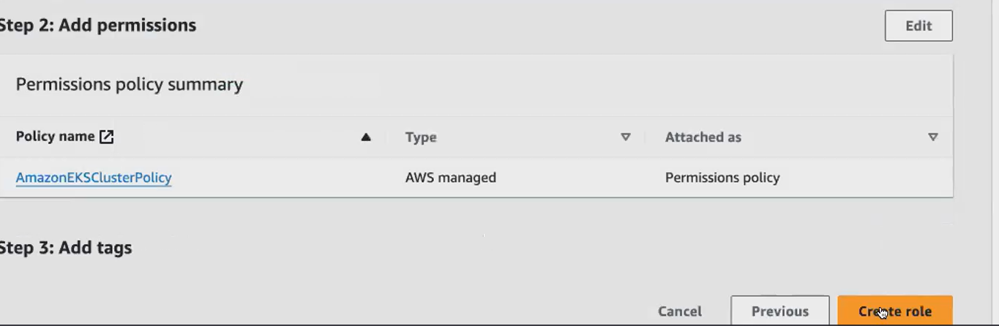 Step 2: Add permissions
Edit
Permissions policy summary
Policy name Type Attached as
AmazonEKSClusterPolicy AWS managed Permissions policy
Step 3: Add tags
Cancel Previous Create role